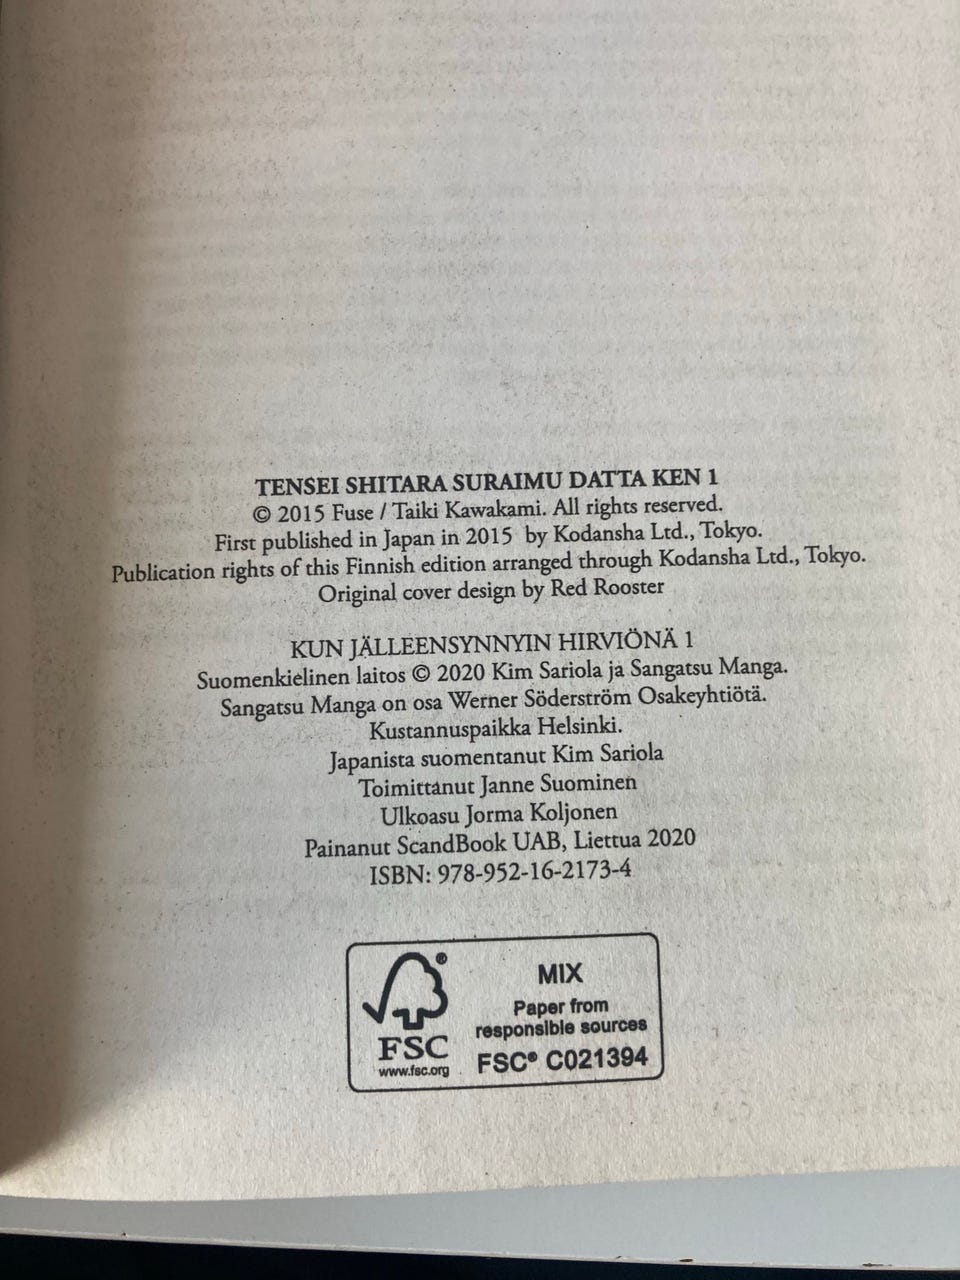 TENSEI SHITARA SURAIMU DATTA KEN 1
© 2015 Fuse / Taiki Kawakami. All rights reserved.
First published in Japan in 2015 by Kodansha Ltd., Tokyo.
Publication rights of this Finnish edition arranged through Kodansha Ltd., Tokyo.
Original cover design by Red Rooster
KUN JÄLLEENSYNNYIN HIRVIÖNÄ 1
Suomenkielinen laitos © 2020 Kim Sariola ja Sangatsu Manga.
Sangatsu Manga on osa Werner Söderström Osakeyhtiötä.
Kustannuspaikka Helsinki.
Japanista suomentanut Kim Sariola
Toimittanut Janne Suominen
Ulkoasu Jorma Koljonen
Painanut ScandBook UAB, Liettua 2020
ISBN: 978-952-16-2173-4
®
FSC
www.fsc.org
MIX
Paper from
responsible sources
FSC® C021394